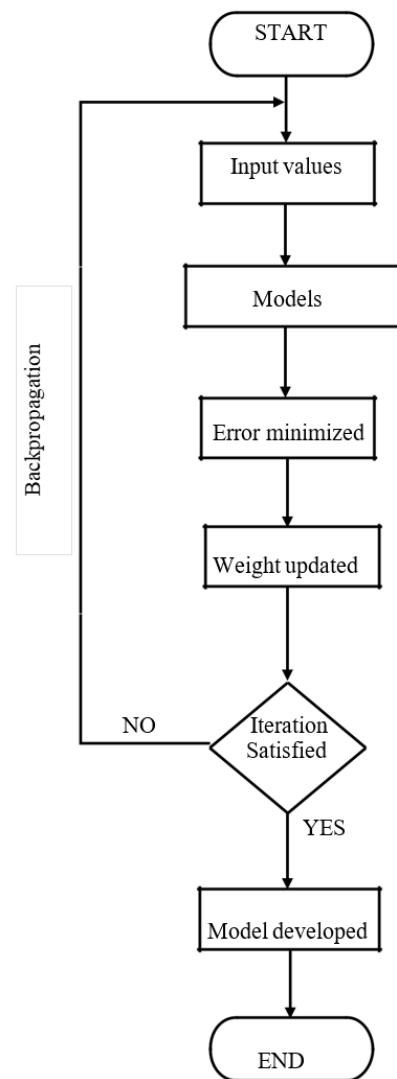 START
Input values
Models
Backpropagation
Error minimized
Weight updated
Iteration
Satisfied
NO
YES
Model developed
END